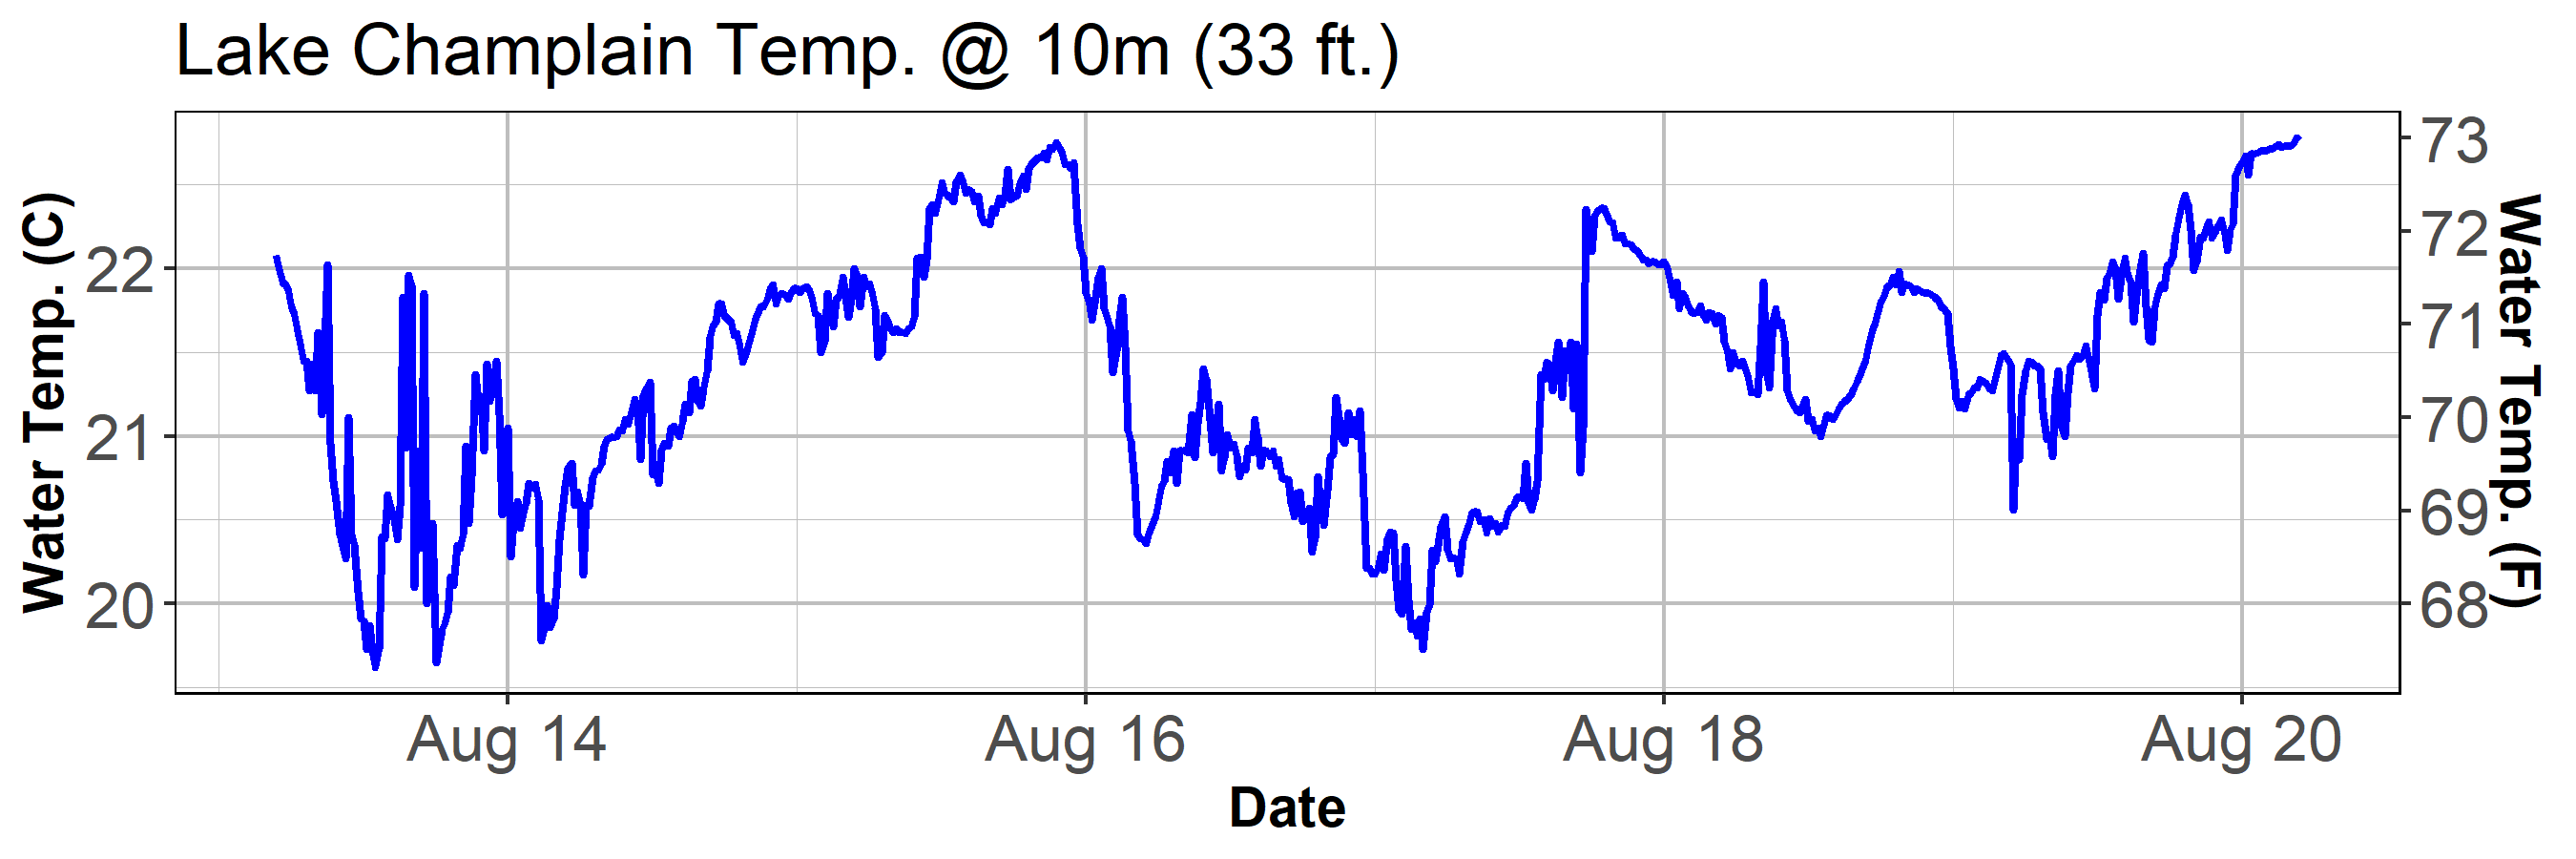 Lake Champlain Temp. @ 10m (33 ft.)
Water Temp. (C)
22
21
20
73
72
71
70
69
68
Water Temp. (F)
Aug 14
Aug 16
Aug 18
Aug 20
Date